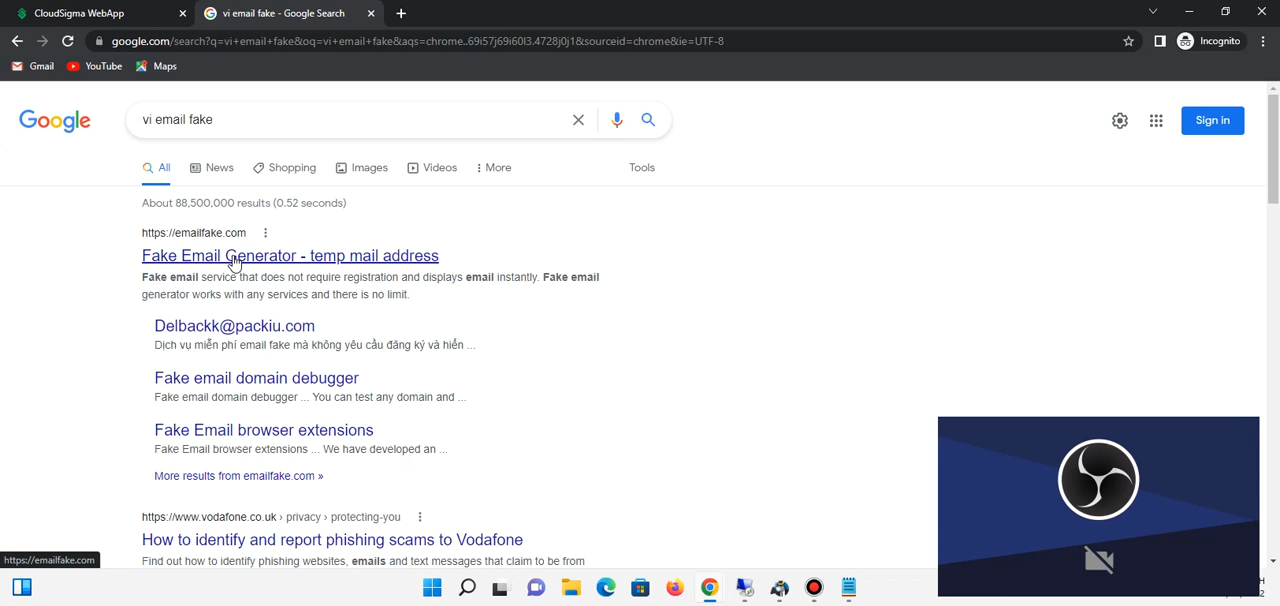 CloudSigma WebApp
vi email fake - Google Search
google.com/search?q=vi+email+fake&oq=vi+email+fake&aqs=chrome..69i57j69i60l3.4728j0j1&sourceid=chrome&ie=UTF-8
Incognito
Gmail
YouTube
Maps
Google
vi email fake
Sign in
All
News
Shopping
Images
Videos
More
Tools
About 88,500,000 results (0.52 seconds)
https://emailfake.com
Fake Email Generator - temp mail address
Fake email service that does not require registration and displays email instantly. Fake email
generator works with any services and there is no limit.
Delbackk@packiu.com
Dịch vụ miễn phí email fake mà không yêu cầu đăng ký và hiển ...
Fake email domain debugger
Fake email domain debugger ... You can test any domain and ...
Fake Email browser extensions
Fake Email browser extensions ... We have developed an ...
More results from emailfake.com »
https://www.vodafone.co.uk › privacy › protecting-you
How to identify and report phishing scams to Vodafone
Find out how to identify phishing websites, emails and text messages that claim to be from
https://emailfake.com